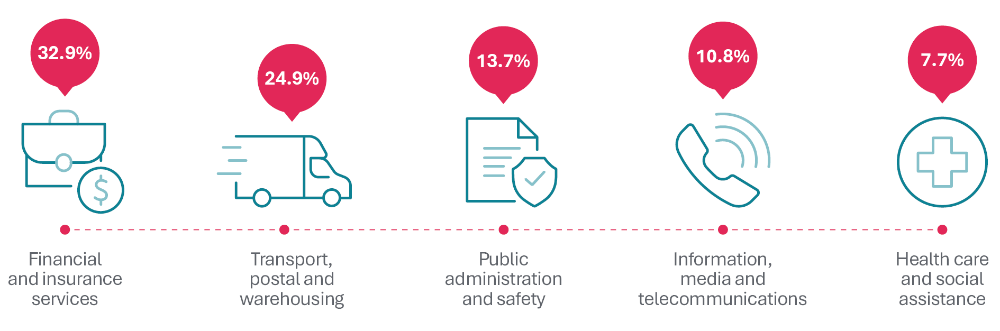 32.9%
24.9%
13.7%
10.8%
7.7%
$
Financial
and insurance
services
Transport,
postal and
warehousing
Public
administration
and safety
Information,
media and
telecommunications
Health care
and social
assistance